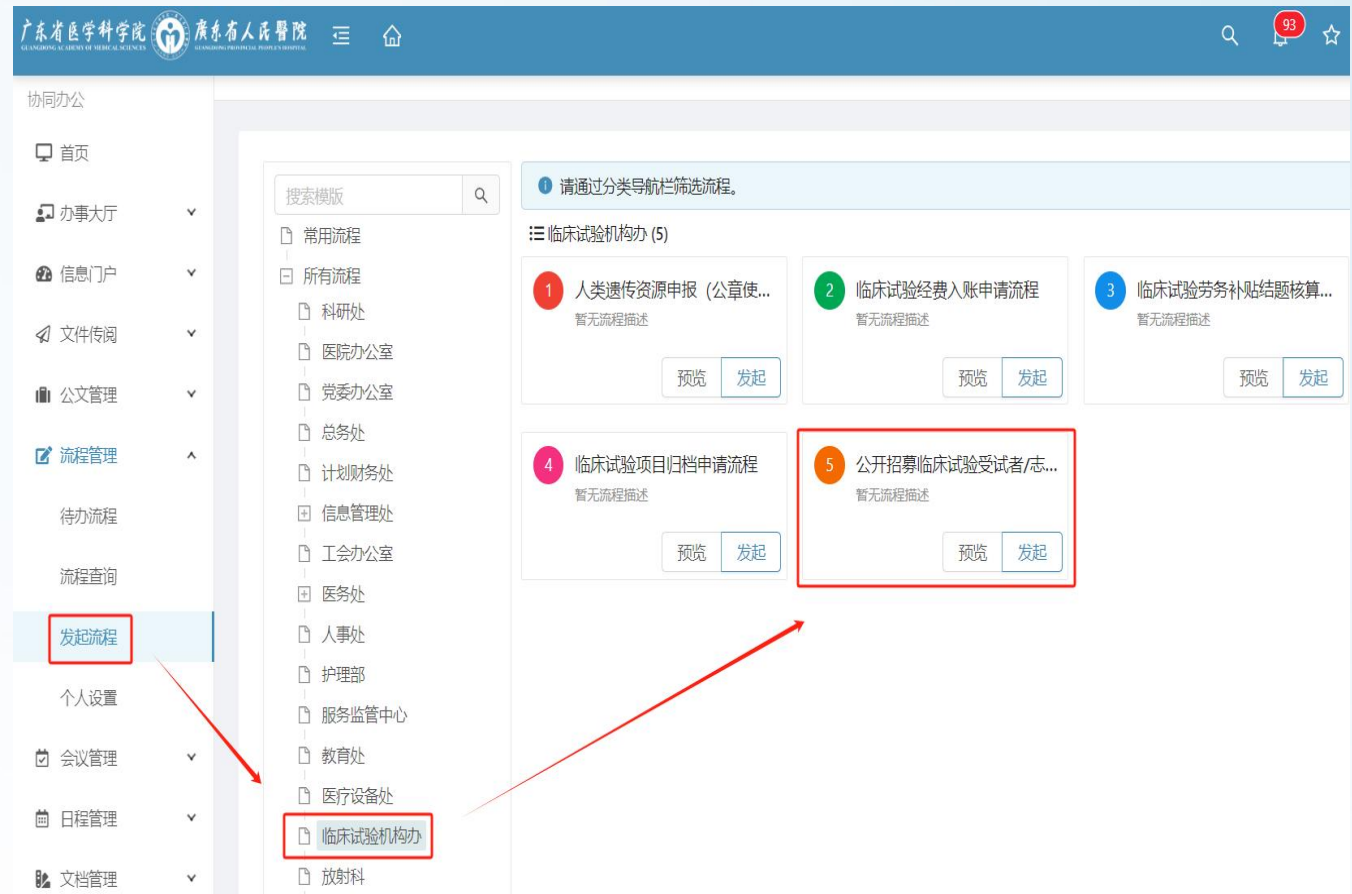 广东省医学科学院 廣东省人民醫院
GUANGDONG ACADEMY OF MEDICAL SCIENCES GUANGDONG PROVINCIAL PEOPLE'S HOSPITAL
93
协同办公
首页
办事大厅
信息门户
文件传阅
公文管理
流程管理
待办流程
流程查询
发起流程
个人设置
会议管理
日程管理
文档管理
搜索模版
常用流程
所有流程
科研处
医院办公室
党委办公室
总务处
计划财务处
信息管理处
工会办公室
医务处
人事处
护理部
服务监管中心
教育处
医疗设备处
临床试验机构办
放射科
请通过分类导航栏筛选流程。
临床试验机构办 (5)
1 人类遗传资源申报（公章使...
暂无流程描述
预览 发起
2 临床试验经费入账申请流程
暂无流程描述
预览 发起
3 临床试验劳务补贴结题核算...
暂无流程描述
预览 发起
4 临床试验项目归档申请流程
暂无流程描述
预览 发起
5 公开招募临床试验受试者/志...
暂无流程描述
预览 发起